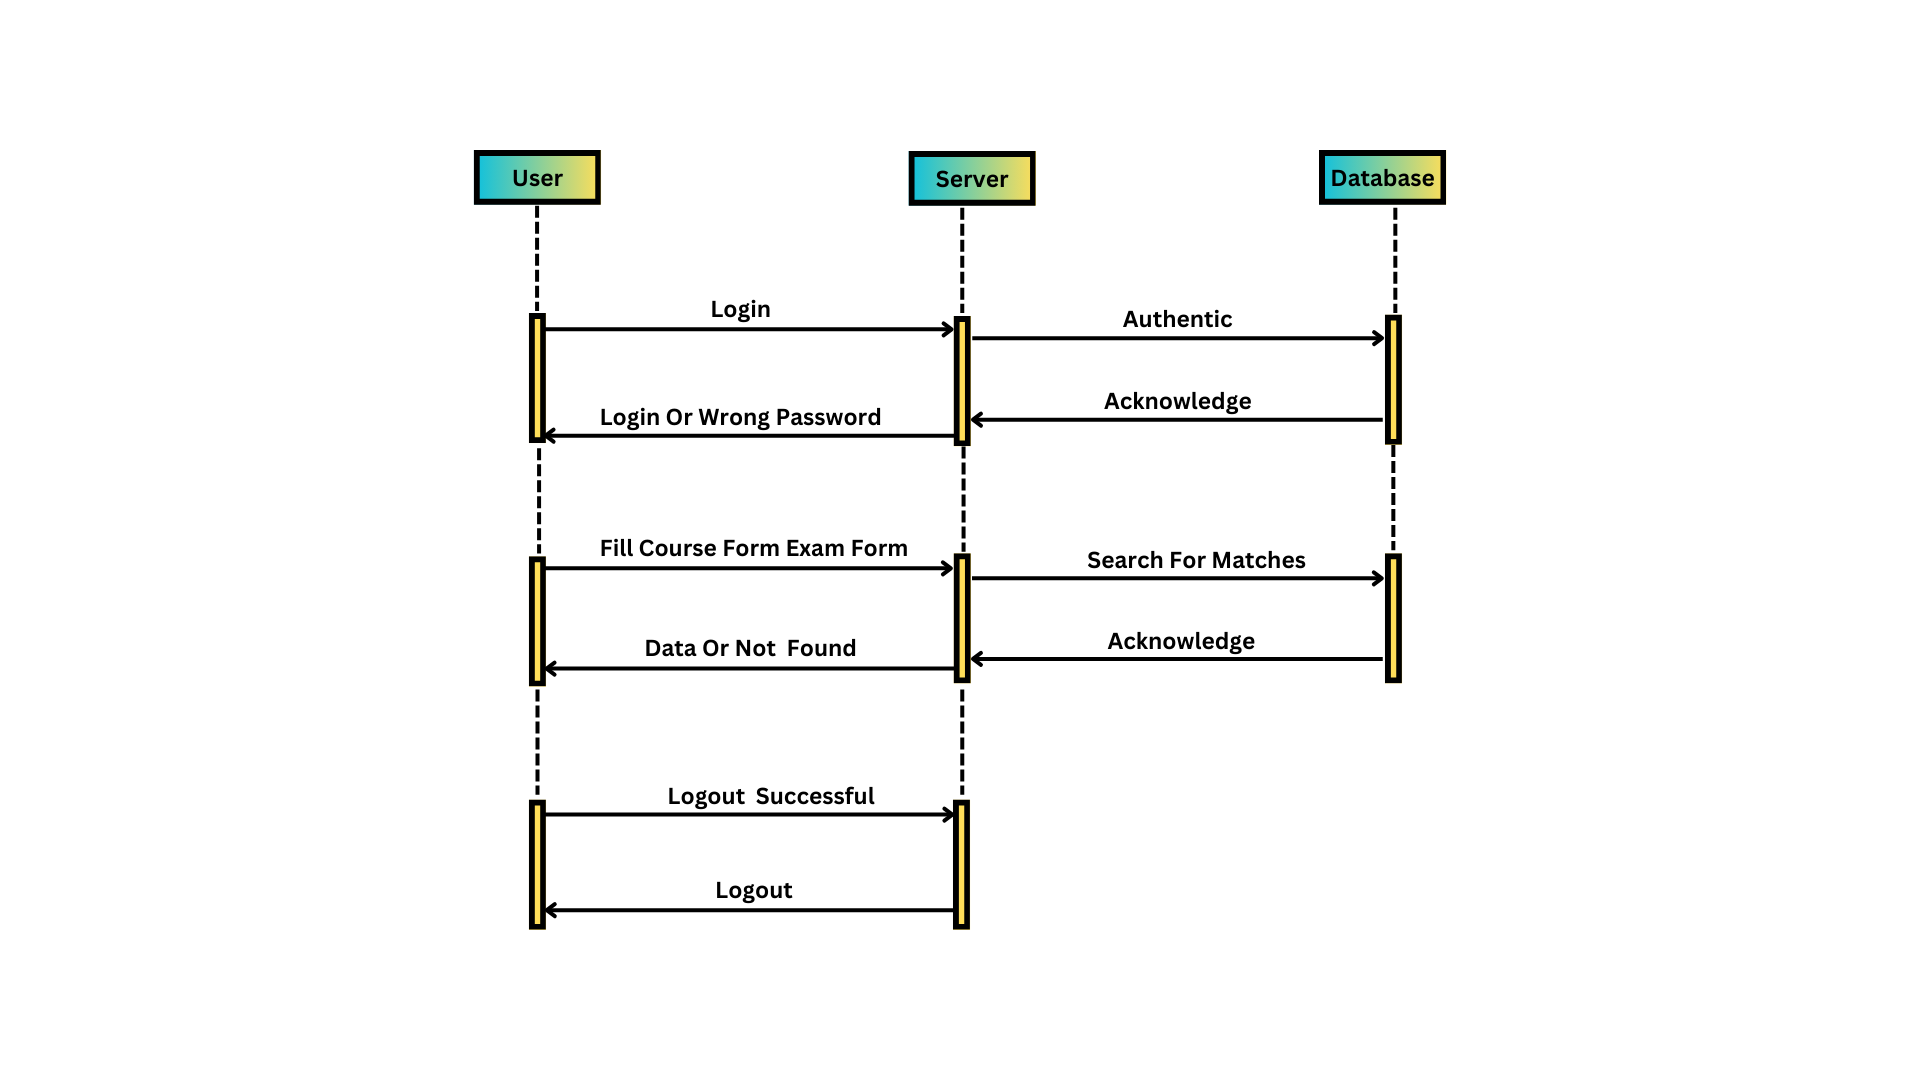 User
Server
Database
Login
Authentic
Acknowledge
Login Or Wrong Password
Fill Course Form Exam Form
Search For Matches
Acknowledge
Data Or Not  Found
Logout  Successful
Logout